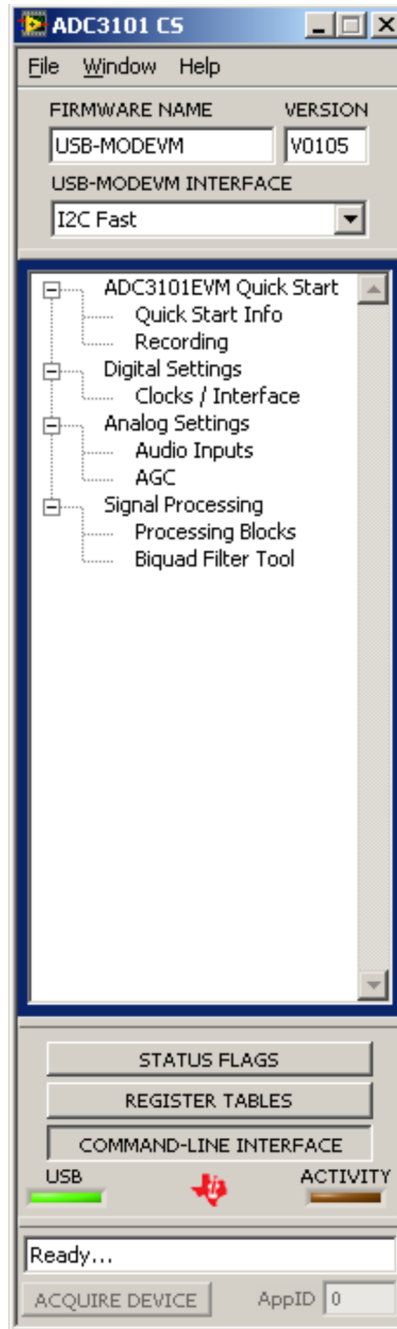 ADC3101 CS
File Window Help
FIRMWARE NAME VERSION
USB-MODEVM V0105
USB-MODEVM INTERFACE
I2C Fast
ADC3101EVM Quick Start
Quick Start Info
Recording
Digital Settings
Clocks / Interface
Analog Settings
Audio Inputs
AGC
Signal Processing
Processing Blocks
Biquad Filter Tool
STATUS FLAGS
REGISTER TABLES
COMMAND-LINE INTERFACE
USB ACTIVITY
Ready...
ACQUIRE DEVICE AppID 0